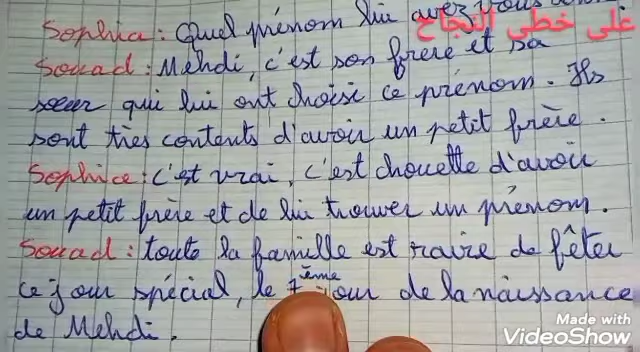 Sophia : Quel prénom lui avez vous
على خطى النجاح
Souad : Mehdi, c'est son frère et sa
sœur qui lui ont choisi ce prénom. Ils
sont très contents d'avoir un petit frère.
Sophice : c'est vrai, c'est chouette d'avoir
un petit frère et de lui trouver un prénom.
Souad : toute la famille est ravie de fêter
ce jour spécial, le 7ième jour de la naissance
de Mehdi.
Made with
VideoShow